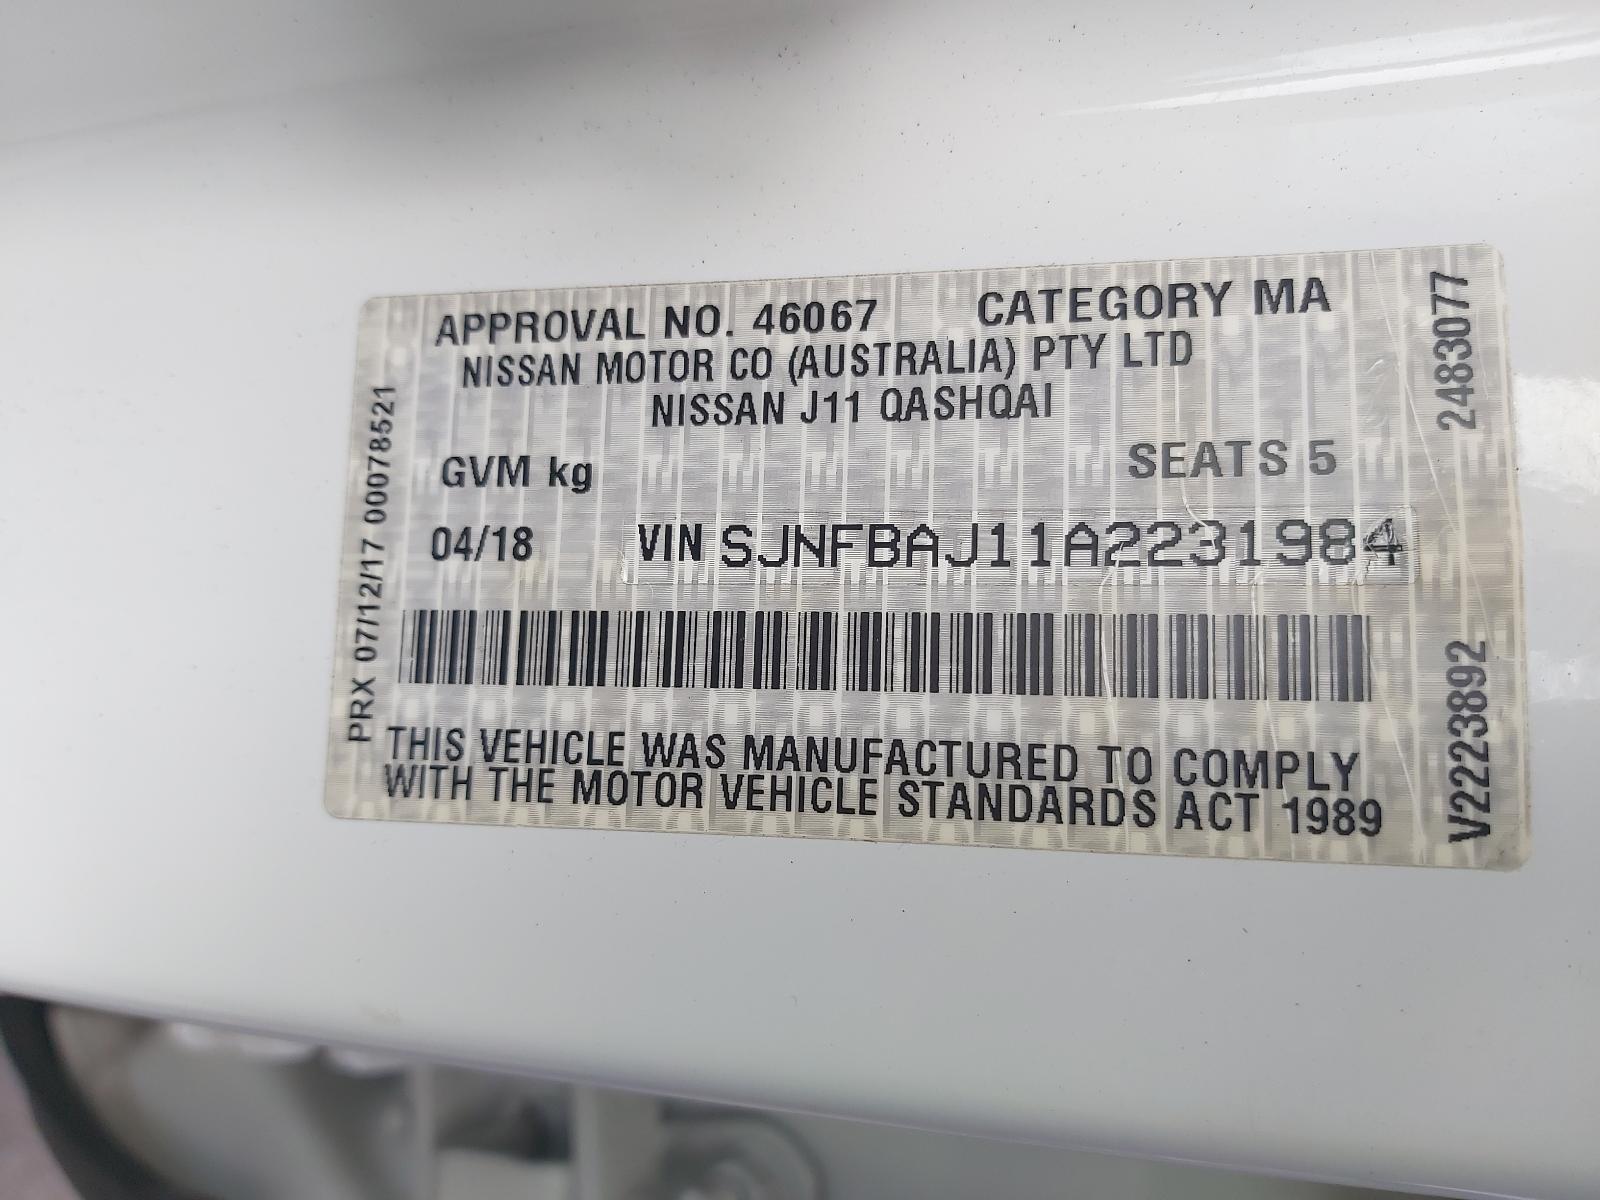 APPROVAL NO. 46067 CATEGORY MA
NISSAN MOTOR CO (AUSTRALIA) PTY LTD
NISSAN J11 QASHQAI
GVM kg SEATS 5
04/18 VIN SJNFBAJ11A2231984
THIS VEHICLE WAS MANUFACTURED TO COMPLY
WITH THE MOTOR VEHICLE STANDARDS ACT 1989
PRX 07/12/17 00078521
V223892 2483077